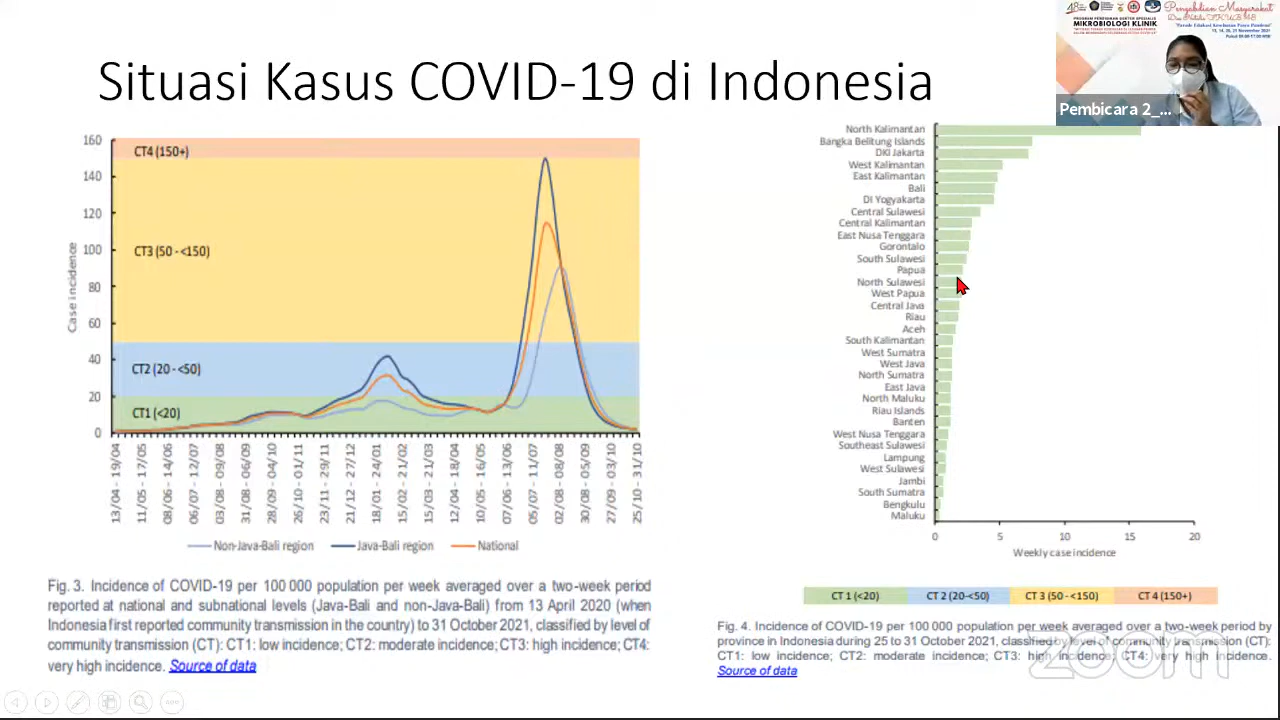 Situasi Kasus COVID-19 di Indonesia
48
Pengabdian Masyarakat
PROGRAM PENDIDIKAN DOKTER SPESIALIS
MIKROBIOLOGI KLINIK
Pembicara 2_...
160
140
120
100
80
60
40
20
0
Case incidence
CT4 (150+)
CT3 (50 - <150)
CT2 (20 - <50)
CT1 (<20)
13/04 - 19/04
11/05 - 17/05
08/06 - 14/06
06/07 - 12/07
03/08 - 09/08
31/08 - 06/09
28/09 - 04/10
26/10 - 01/11
23/11 - 29/11
21/12 - 27/12
18/01 - 24/01
15/02 - 21/02
15/03 - 21/03
12/04 - 18/04
10/05 - 16/05
07/06 - 13/06
05/07 - 11/07
02/08 - 08/08
30/08 - 05/09
27/09 - 03/10
25/10 - 31/10
Non-Java-Bali region
Java-Bali region
National
Fig. 3. Incidence of COVID-19 per 100 000 population per week averaged over a two-week period
reported at national and subnational levels (Java-Bali and non-Java-Bali) from 13 April 2020 (when
Indonesia first reported community transmission in the country) to 31 October 2021, classified by level of
community transmission (CT): CT1: low incidence; CT2: moderate incidence; CT3: high incidence; CT4:
very high incidence. Source of data
North Kalimantan
Bangka Belitung Islands
DKI Jakarta
West Kalimantan
East Kalimantan
Bali
DI Yogyakarta
Central Sulawesi
Central Kalimantan
East Nusa Tenggara
Gorontalo
South Sulawesi
Papua
North Sulawesi
West Papua
Central Java
Riau
Aceh
South Kalimantan
West Sumatra
West Java
North Sumatra
East Java
North Maluku
Riau Islands
Banten
West Nusa Tenggara
Southeast Sulawesi
Lampung
West Sulawesi
Jambi
South Sumatra
Bengkulu
Maluku
0 5 10 15 20
Weekly case incidence
CT 1 (<20) CT 2 (20-<50) CT 3 (50 - <150) CT 4 (150+)
Fig. 4. Incidence of COVID-19 per 100 000 population per week averaged over a two-week period by
province in Indonesia during 25 to 31 October 2021, classified by level of community transmission (CT):
CT1: low incidence; CT2: moderate incidence; CT3: high incidence; CT4: very high incidence.
Source of data
zoom